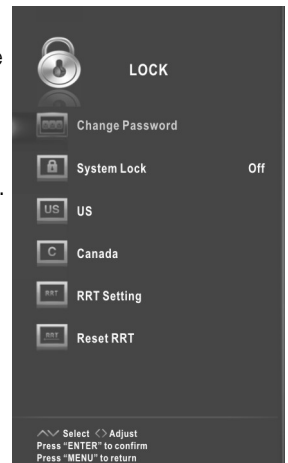 e
LOCK
Change Password
System Lock Off
.
US US
C Canada
RRT RRT Setting
RRT Reset RRT
Select <> Adjust
Press “ENTER” to confirm
Press “MENU” to return